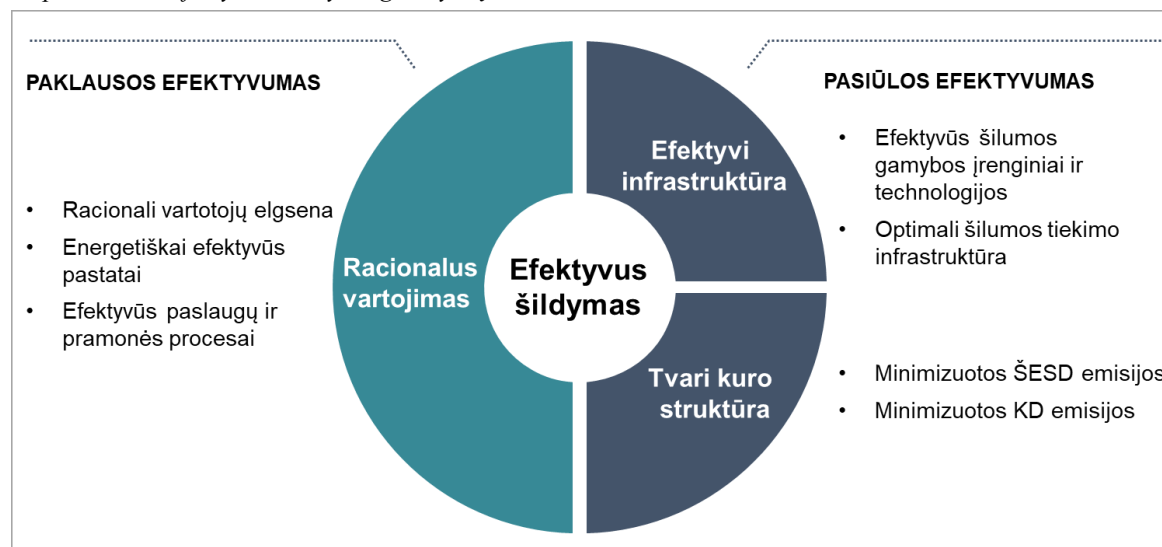 PAKLAUSOS EFEKTYVUMAS
• Racionali vartotojų elgsena
• Energetiškai efektyvūs
pastatai
• Efektyvūs paslaugų ir
pramonės procesai
Racionalus
vartojimas
Efektyvus
šildymas
Efektyvi
infrastruktūra
Tvari kuro
struktūra
PASIŪLOS EFEKTYVUMAS
• Efektyvūs šilumos
gamybos įrenginiai ir
technologijos
• Optimali šilumos tiekimo
infrastruktūra
• Minimizuotos ŠESD emisijos
• Minimizuotos KD emisijos